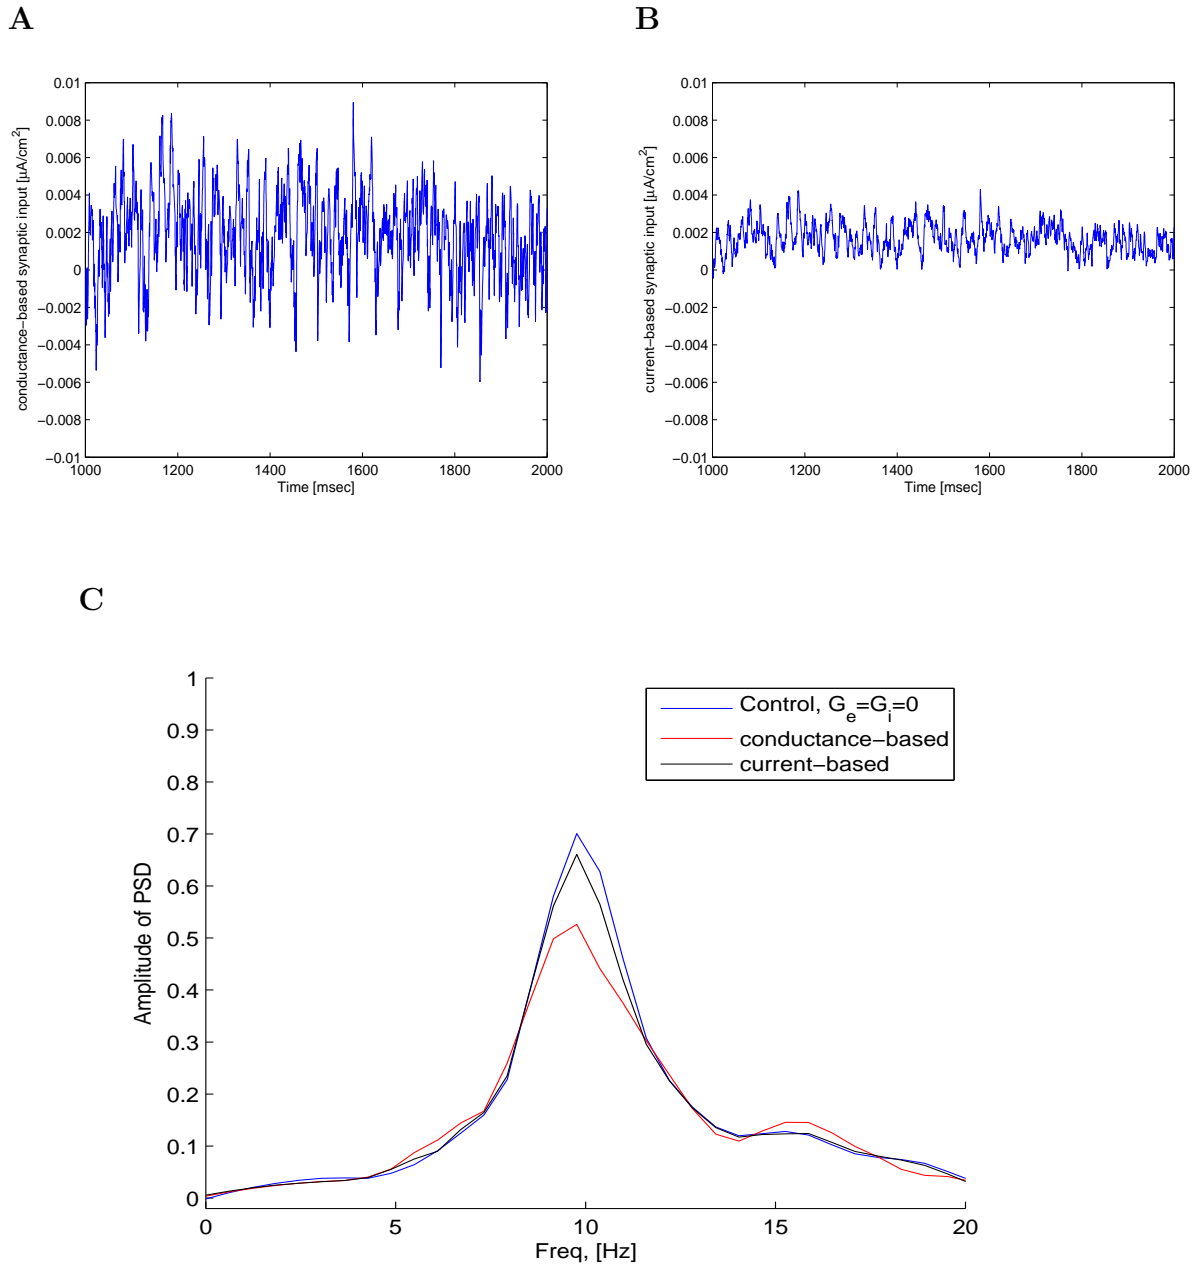 A
B
0.01
0.008
0.006
0.004
0.002
0
−0.002
−0.004
−0.006
−0.008
−0.01
1000 1200 1400 1600 1800 2000
Time [msec]
conductance−based synaptic input [µA/cm²]
0.01
0.008
0.006
0.004
0.002
0
−0.002
−0.004
−0.006
−0.008
−0.01
1000 1200 1400 1600 1800 2000
Time [msec]
current−based synaptic input [µA/cm²]
C
1
0.9
0.8
0.7
0.6
0.5
0.4
0.3
0.2
0.1
0
Amplitude of PSD
Control, G_e=G_i=0
conductance−based
current−based
0 5 10 15 20
Freq, [Hz]